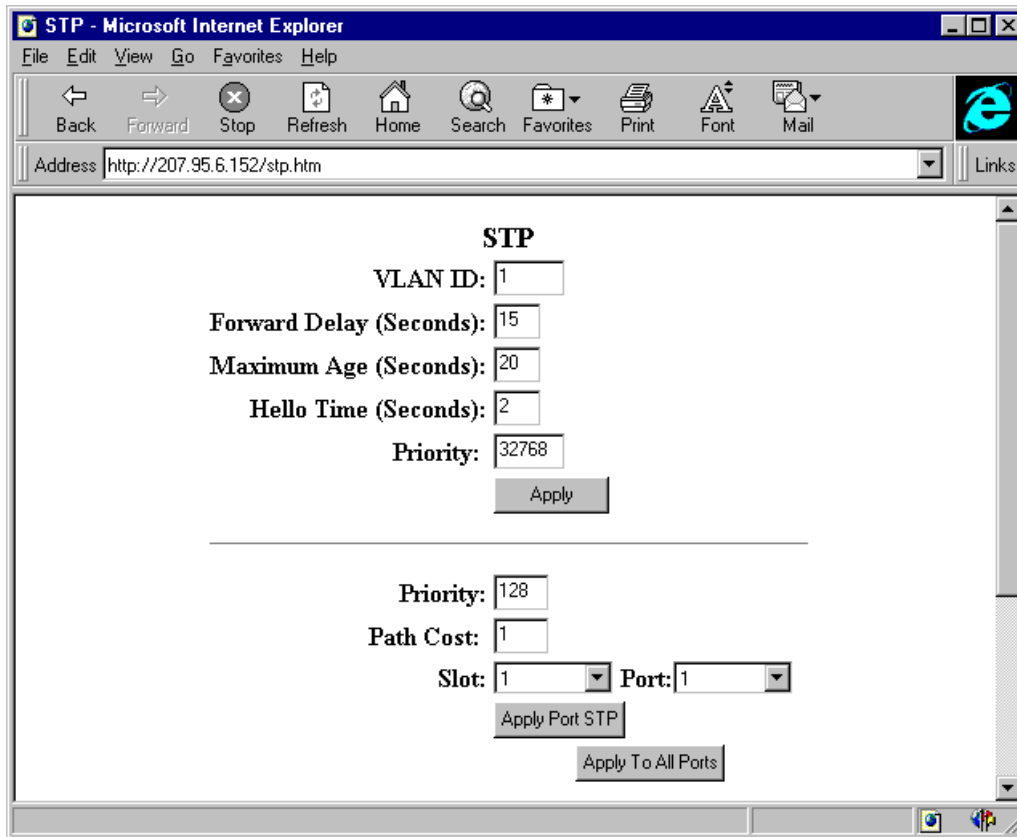 STP - Microsoft Internet Explorer
File Edit View Go Favorites Help
Back Forward Stop Refresh Home Search Favorites Print Font Mail
Address http://207.95.6.152/stp.htm Links
STP
VLAN ID: 1
Forward Delay (Seconds): 15
Maximum Age (Seconds): 20
Hello Time (Seconds): 2
Priority: 32768
Apply
Priority: 128
Path Cost: 1
Slot: 1 Port: 1
Apply Port STP
Apply To All Ports